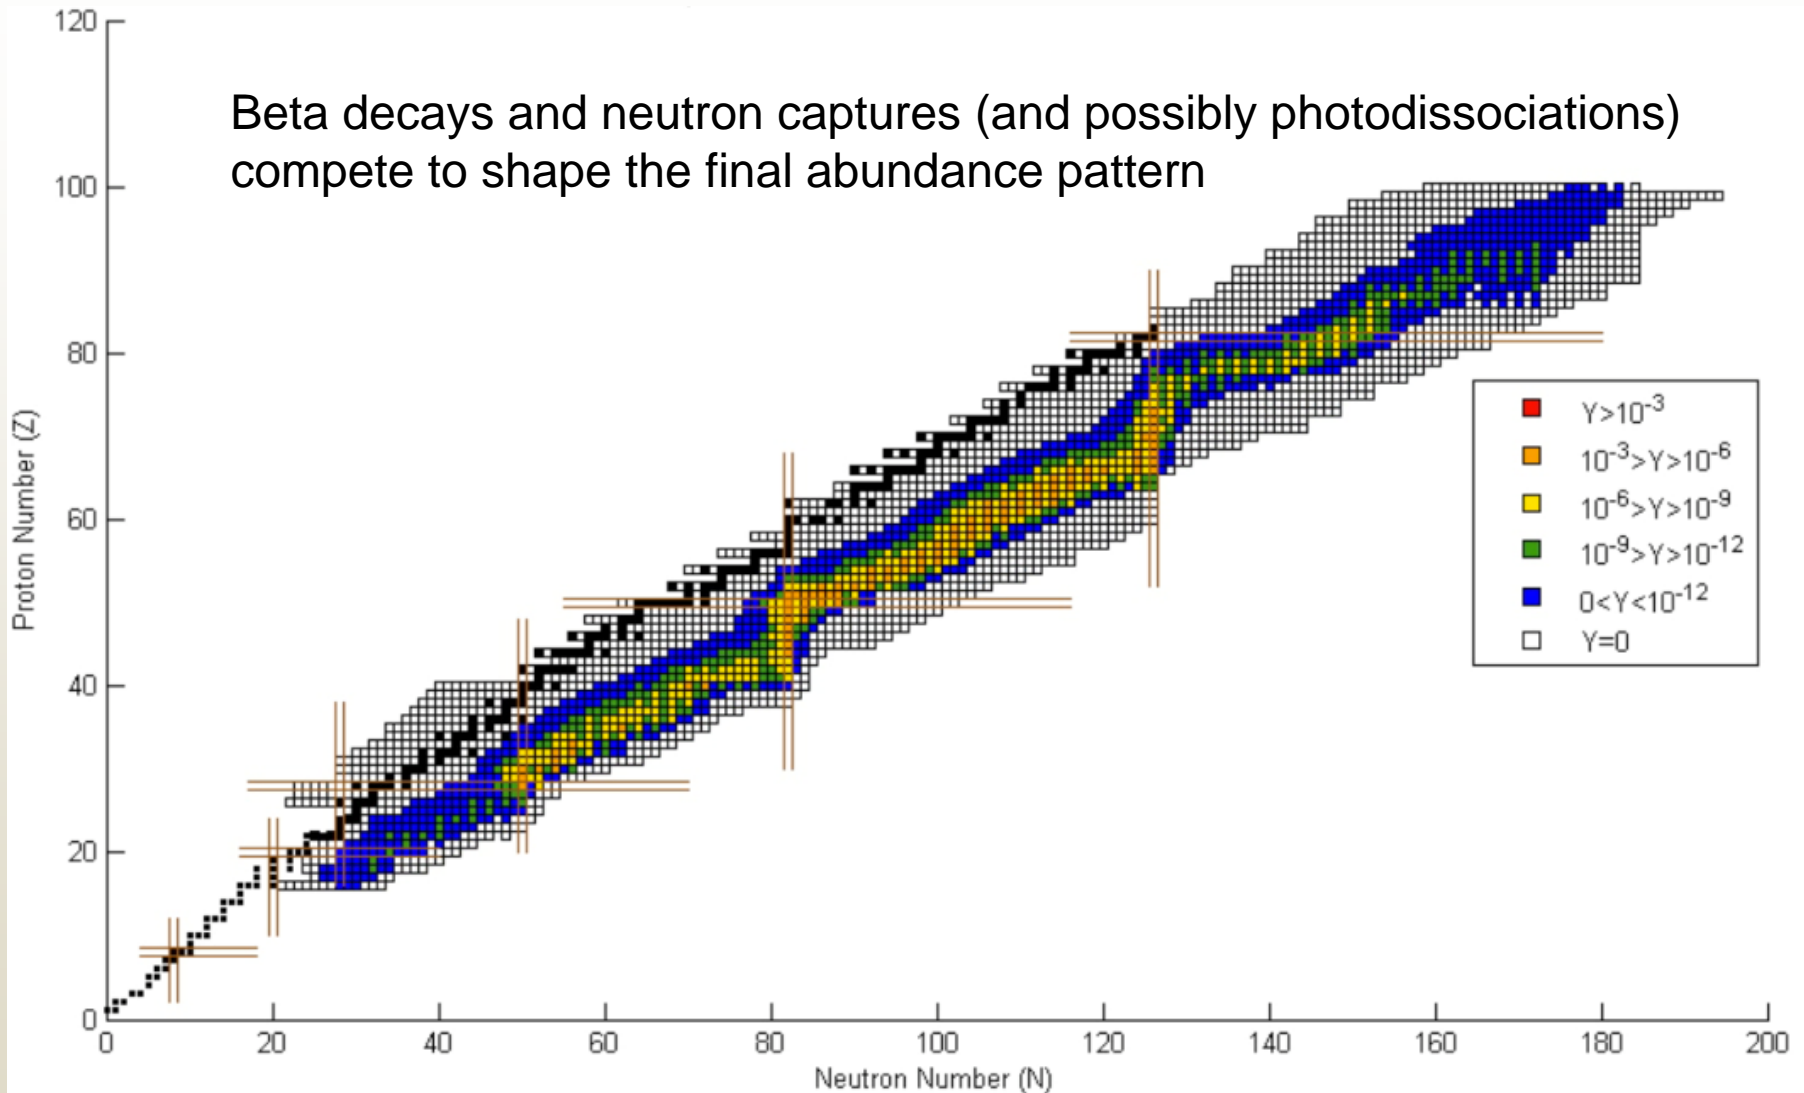 Beta decays and neutron captures (and possibly photodissociations)
compete to shape the final abundance pattern
120
100
80
60
40
20
0
Proton Number (Z)
0 20 40 60 80 100 120 140 160 180 200
Neutron Number (N)
Y>10^-3
10^-3>Y>10^-6
10^-6>Y>10^-9
10^-9>Y>10^-12
0<Y<10^-12
Y=0